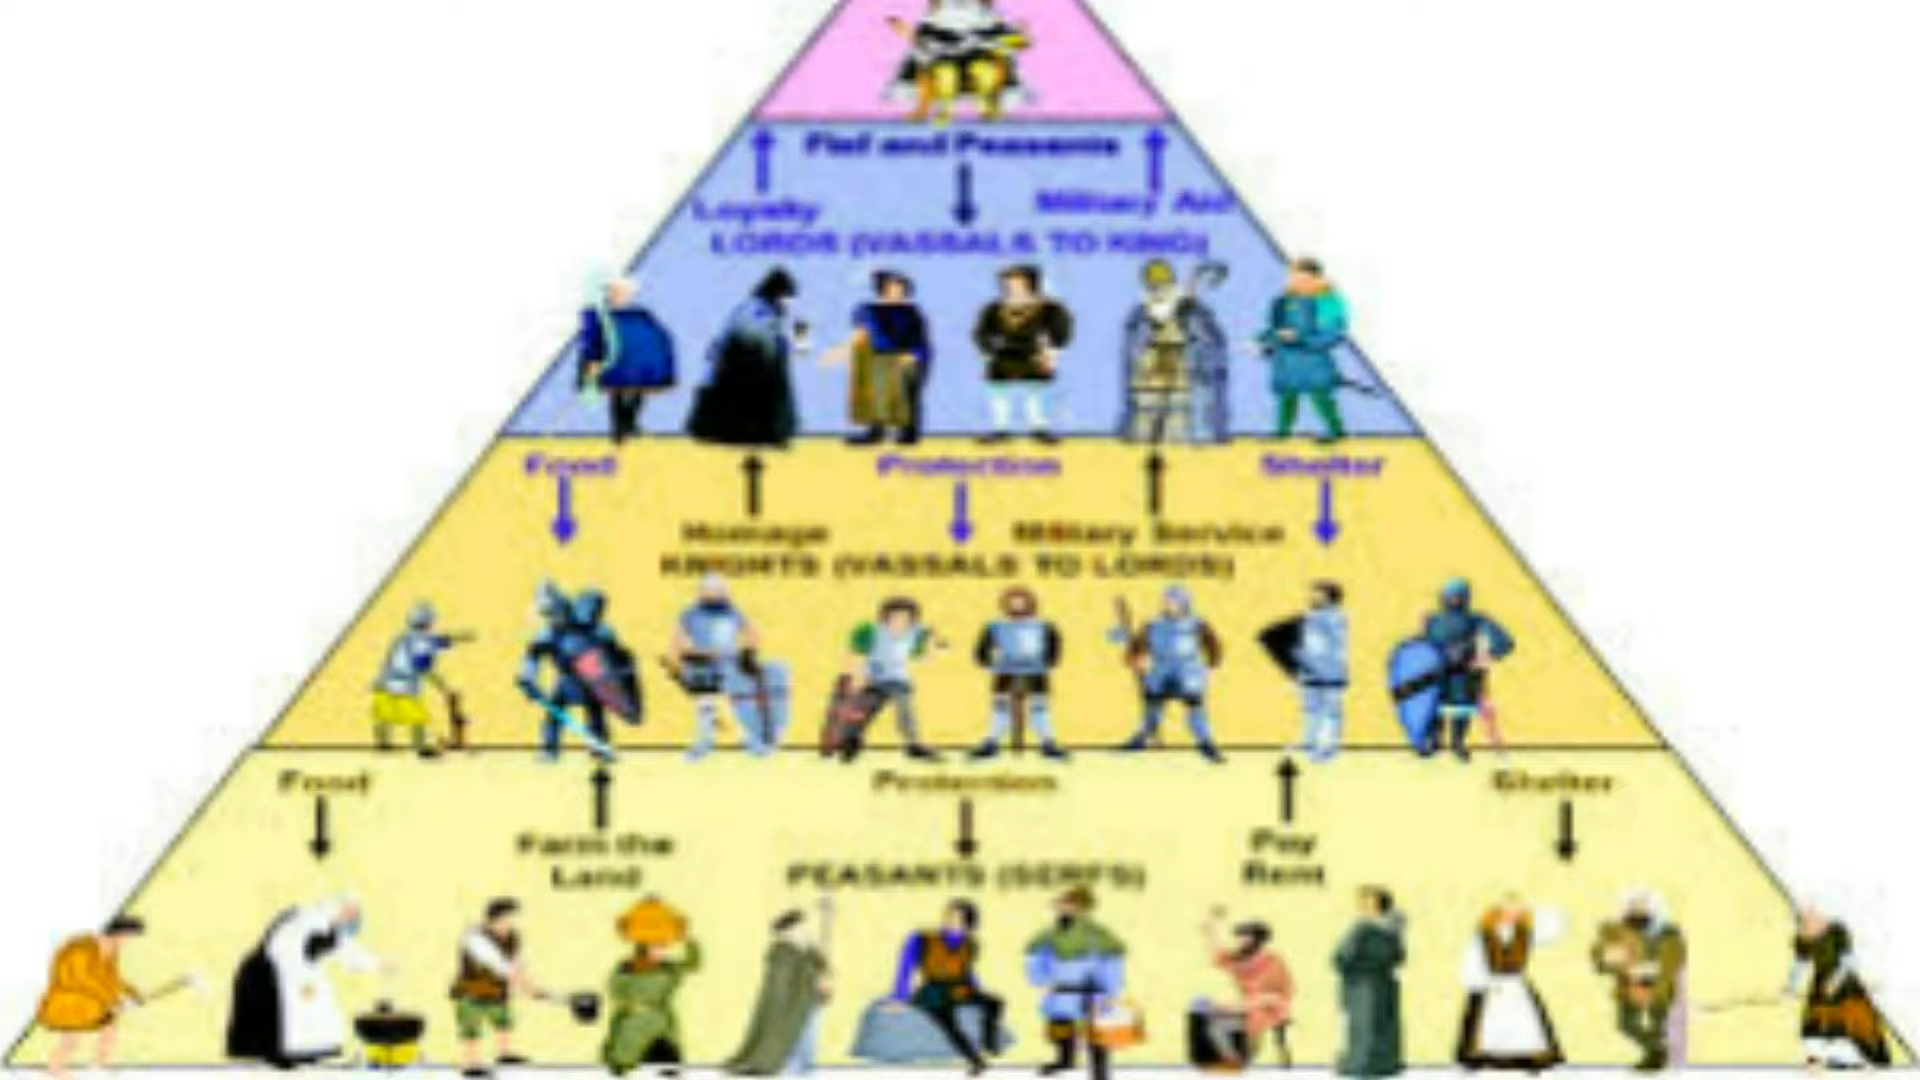 Fief and Peasants
Loyalty Military Aid
LORDS (VASSALS TO KING)
Food Protection Shelter
Homage Military Service
KNIGHTS (VASSALS TO LORDS)
Food Protection Shelter
Farm the Pay
Land PEASANTS (SERFS) Rent